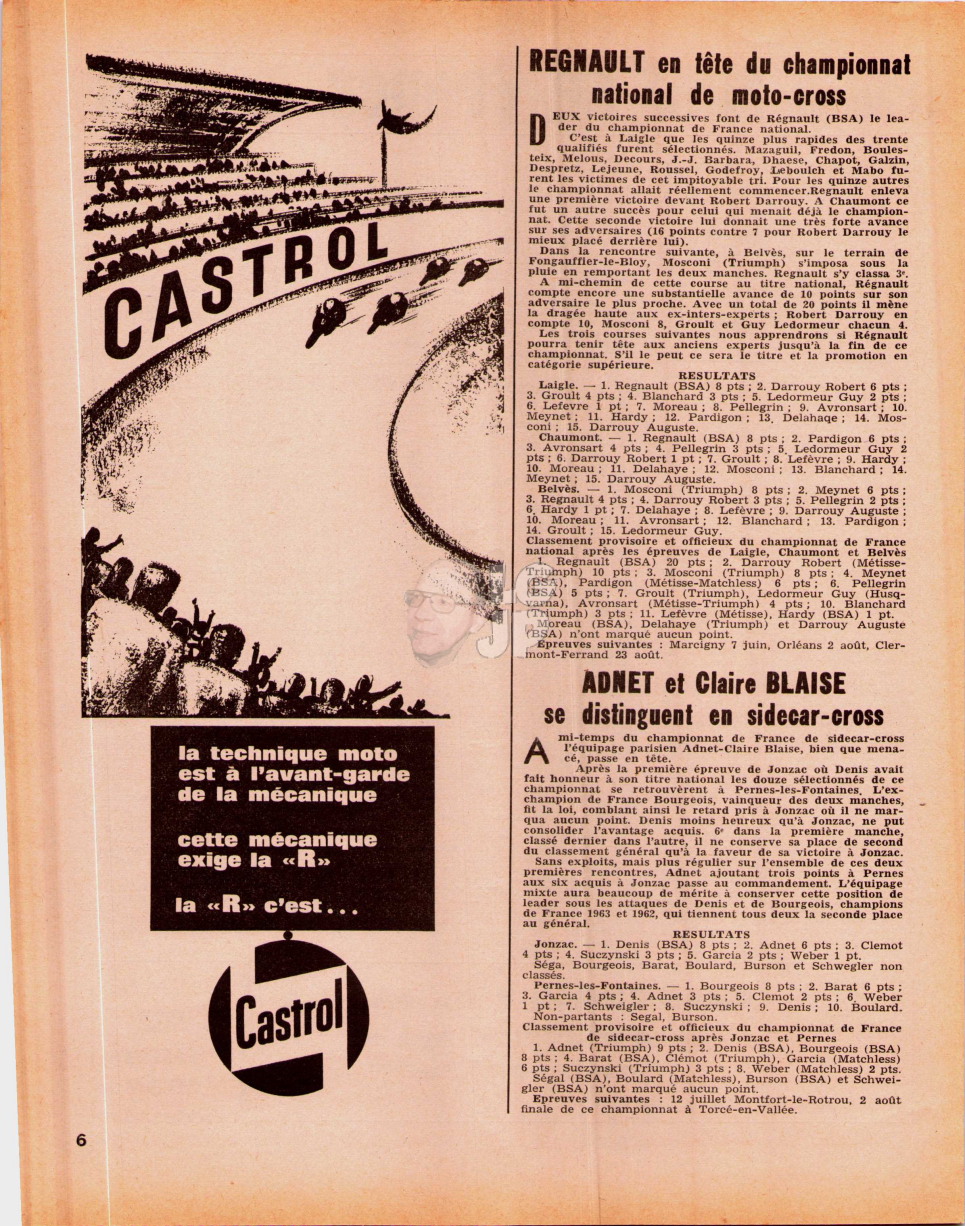 CASTROL
la technique moto
est à l'avant-garde
de la mécanique
cette mécanique
exige la «R»
la «R» c'est...
Castrol
6
REGNAULT en tête du championnat
national de moto-cross
DEUX victoires successives font de Régnault (BSA) le lea-
der du championnat de France national.
C'est à Laigle que les quinze plus rapides des trente
qualifiés furent sélectionnés. Mazaguil, Fredon, Boules-
teix, Melous, Decours, J.-J. Barbara, Dhaese, Chapot, Galzin,
Despretz, Lejeune, Roussel, Godefroy, Leboulch et Mabo fu-
rent les victimes de cet impitoyable tri. Pour les quinze autres
le championnat allait réellement commencer.Regnault enleva
une première victoire devant Robert Darrouy. A Chaumont ce
fut un autre succès pour celui qui menait déjà le champion-
nat. Cette seconde victoire lui donnait une très forte avance
sur ses adversaires (16 points contre 7 pour Robert Darrouy le
mieux placé derrière lui).
Dans la rencontre suivante, à Belvès, sur le terrain de
Fongauffier-le-Bloy, Mosconi (Triumph) s'imposa sous la
pluie en remportant les deux manches. Regnault s'y classa 3e.
A mi-chemin de cette course au titre national, Régnault
compte encore une substantielle avance de 10 points sur son
adversaire le plus proche. Avec un total de 20 points il mène
la dragée haute aux ex-inters-experts ; Robert Darrouy en
compte 10, Mosconi 8, Groult et Guy Ledormeur chacun 4.
Les trois courses suivantes nous apprendrons si Régnault
pourra tenir tête aux anciens experts jusqu'à la fin de ce
championnat. S'il le peut ce sera le titre et la promotion en
catégorie supérieure.
RESULTATS
Laigle. — 1. Regnault (BSA) 8 pts ; 2. Darrouy Robert 6 pts ;
3. Groult 4 pts ; 4. Blanchard 3 pts ; 5. Ledormeur Guy 2 pts ;
6. Lefevre 1 pt ; 7. Moreau ; 8. Pellegrin ; 9. Avronsart ; 10.
Meynet ; 11. Hardy ; 12. Pardigon ; 13. Delahaqe ; 14. Mos-
coni ; 15. Darrouy Auguste.
Chaumont. — 1. Regnault (BSA) 8 pts ; 2. Pardigon 6 pts ;
3. Avronsart 4 pts ; 4. Pellegrin 3 pts ; 5. Ledormeur Guy 2
pts ; 6. Darrouy Robert 1 pt ; 7. Groult ; 8. Lefèvre ; 9. Hardy ;
10. Moreau ; 11. Delahaye ; 12. Mosconi ; 13. Blanchard ; 14.
Meynet ; 15. Darrouy Auguste.
Belvès. — 1. Mosconi (Triumph) 8 pts ; 2. Meynet 6 pts ;
3. Regnault 4 pts ; 4. Darrouy Robert 3 pts ; 5. Pellegrin 2 pts ;
6. Hardy 1 pt ; 7. Delahaye ; 8. Lefèvre ; 9. Darrouy Auguste ;
10. Moreau ; 11. Avronsart ; 12. Blanchard ; 13. Pardigon ;
14. Groult ; 15. Ledormeur Guy.
Classement provisoire et officieux du championnat de France
national après les épreuves de Laigle, Chaumont et Belvès
1. Regnault (BSA) 20 pts ; 2. Darrouy Robert (Métisse-
Triumph) 10 pts ; 3. Mosconi (Triumph) 8 pts ; 4. Meynet
(BSA), Pardigon (Métisse-Matchless) 6 pts ; 6. Pellegrin
(BSA) 5 pts ; 7. Groult (Triumph), Ledormeur Guy (Husq-
varna), Avronsart (Métisse-Triumph) 4 pts ; 10. Blanchard
(Triumph) 3 pts ; 11. Lefèvre (Métisse), Hardy (BSA) 1 pt.
Moreau (BSA), Delahaye (Triumph) et Darrouy Auguste
(BSA) n'ont marqué aucun point.
Epreuves suivantes : Marcigny 7 juin, Orléans 2 août, Cler-
mont-Ferrand 23 août.
ADNET et Claire BLAISE
se distinguent en sidecar-cross
A mi-temps du championnat de France de sidecar-cross
l'équipage parisien Adnet-Claire Blaise, bien que mena-
cé, passe en tête.
Après la première épreuve de Jonzac où Denis avait
fait honneur à son titre national les douze sélectionnés de ce
championnat se retrouvèrent à Pernes-les-Fontaines. L'ex-
champion de France Bourgeois, vainqueur des deux manches,
fit la loi, comblant ainsi le retard pris à Jonzac où il ne mar-
qua aucun point. Denis moins heureux qu'à Jonzac, ne put
consolider l'avantage acquis. 6e dans la première manche,
classé dernier dans l'autre, il ne conserve sa place de second
du classement général qu'à la faveur de sa victoire à Jonzac.
Sans exploits, mais plus régulier sur l'ensemble de ces deux
premières rencontres, Adnet ajoutant trois points à Pernes
aux six acquis à Jonzac passe au commandement. L'équipage
mixte aura beaucoup de mérite à conserver cette position de
leader sous les attaques de Denis et de Bourgeois, champions
de France 1963 et 1962, qui tiennent tous deux la seconde place
au général.
RESULTATS
Jonzac. — 1. Denis (BSA) 8 pts ; 2. Adnet 6 pts ; 3. Clemot
4 pts ; 4. Suczynski 3 pts ; 5. Garcia 2 pts ; Weber 1 pt.
Séga, Bourgeois, Barat, Boulard, Burson et Schwegler non
classés.
Pernes-les-Fontaines. — 1. Bourgeois 8 pts ; 2. Barat 6 pts ;
3. Garcia 4 pts ; 4. Adnet 3 pts ; 5. Clemot 2 pts ; 6. Weber
1 pt ; 7. Schweigler ; 8. Suczynski ; 9. Denis ; 10. Boulard.
Non-partants : Segal, Burson.
Classement provisoire et officieux du championnat de France
de sidecar-cross après Jonzac et Pernes
1. Adnet (Triumph) 9 pts ; 2. Denis (BSA), Bourgeois (BSA)
8 pts ; 4. Barat (BSA), Clémot (Triumph), Garcia (Matchless)
6 pts ; Suczynski (Triumph) 3 pts ; 8. Weber (Matchless) 2 pts.
Ségal (BSA), Boulard (Matchless), Burson (BSA) et Schwei-
gler (BSA) n'ont marqué aucun point.
Epreuves suivantes : 12 juillet Montfort-le-Rotrou, 2 août
finale de ce championnat à Torcé-en-Vallée.